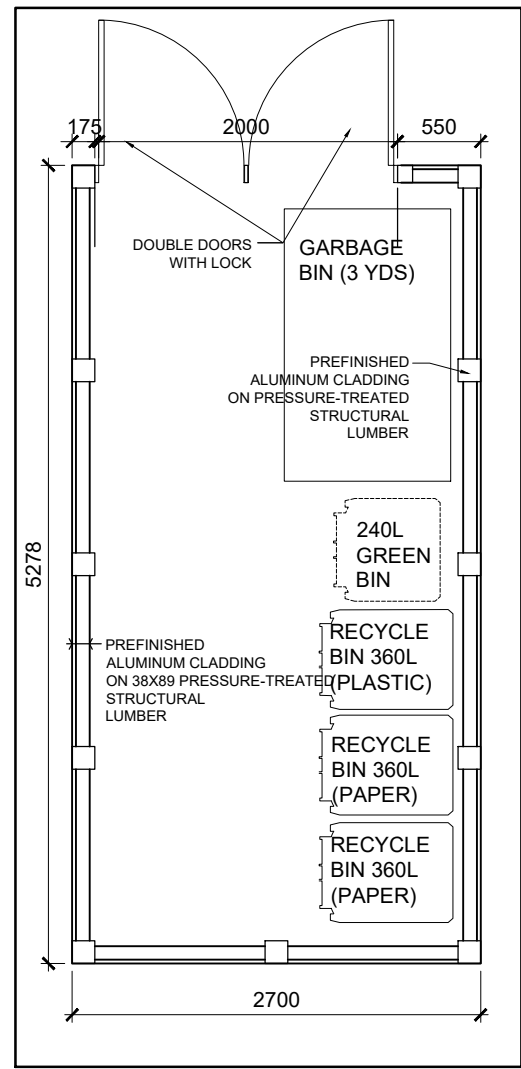 175
2000
550
DOUBLE DOORS
WITH LOCK
GARBAGE
BIN (3 YDS)
PREFINISHED
ALUMINUM CLADDING
ON PRESSURE-TREATED
STRUCTURAL
LUMBER
5278
240L
GREEN
BIN
PREFINISHED
ALUMINUM CLADDING
ON 38X89 PRESSURE-TREATED
STRUCTURAL
LUMBER
RECYCLE
BIN 360L
(PLASTIC)
RECYCLE
BIN 360L
(PAPER)
RECYCLE
BIN 360L
(PAPER)
2700